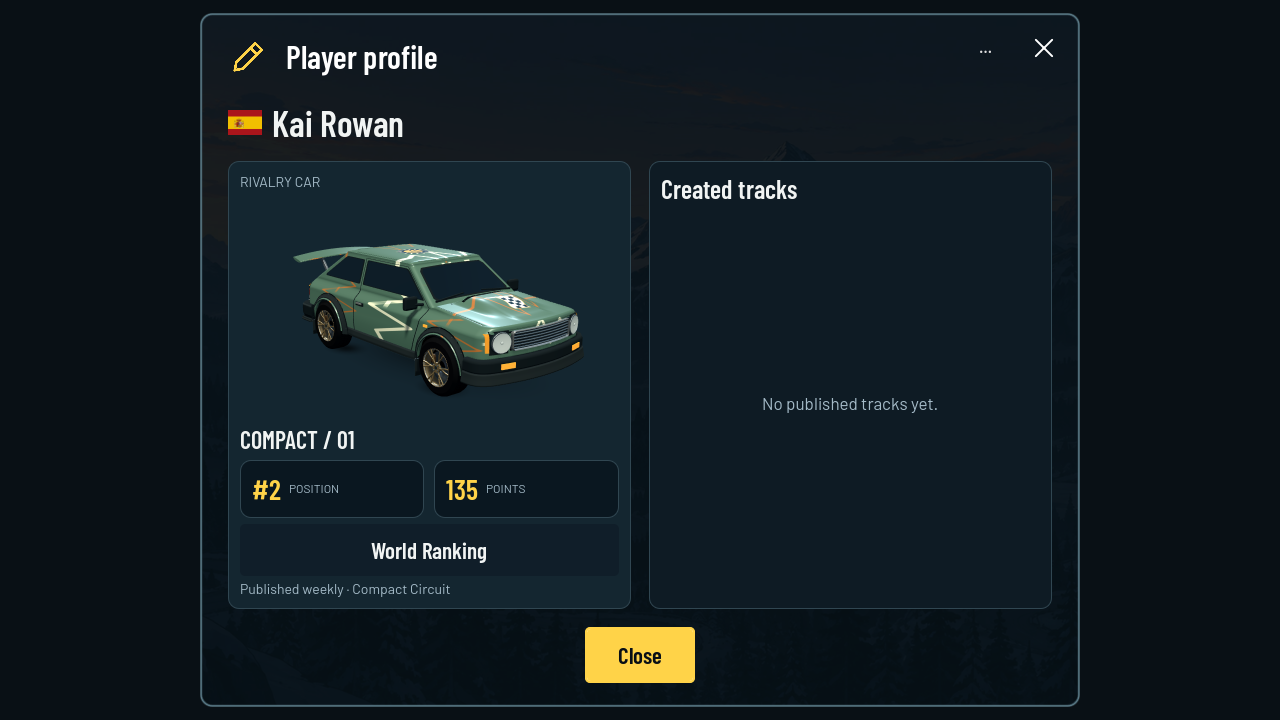 Player profile
...
Kai Rowan
RIVALRY CAR
COMPACT / 01
#2 POSITION
135 POINTS
World Ranking
Published weekly · Compact Circuit
Created tracks
No published tracks yet.
Close